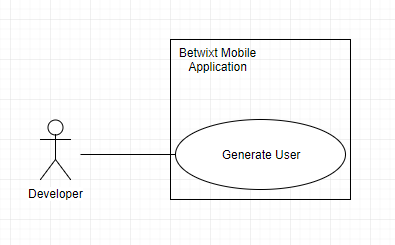 Betwixt Mobile
Application
Generate User
Developer